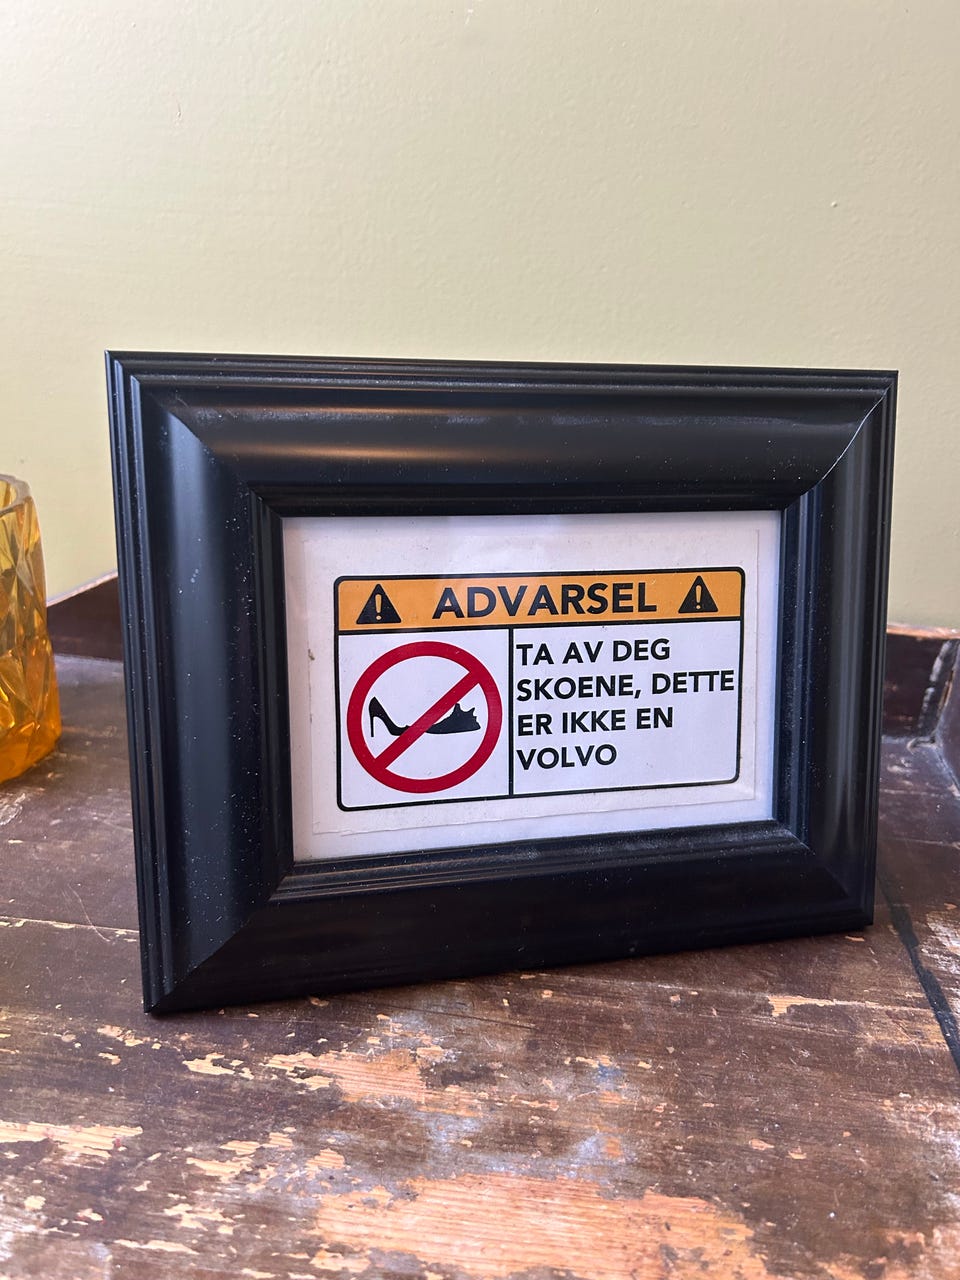 ADVARSEL
TA AV DEG
SKOENE, DETTE
ER IKKE EN
VOLVO